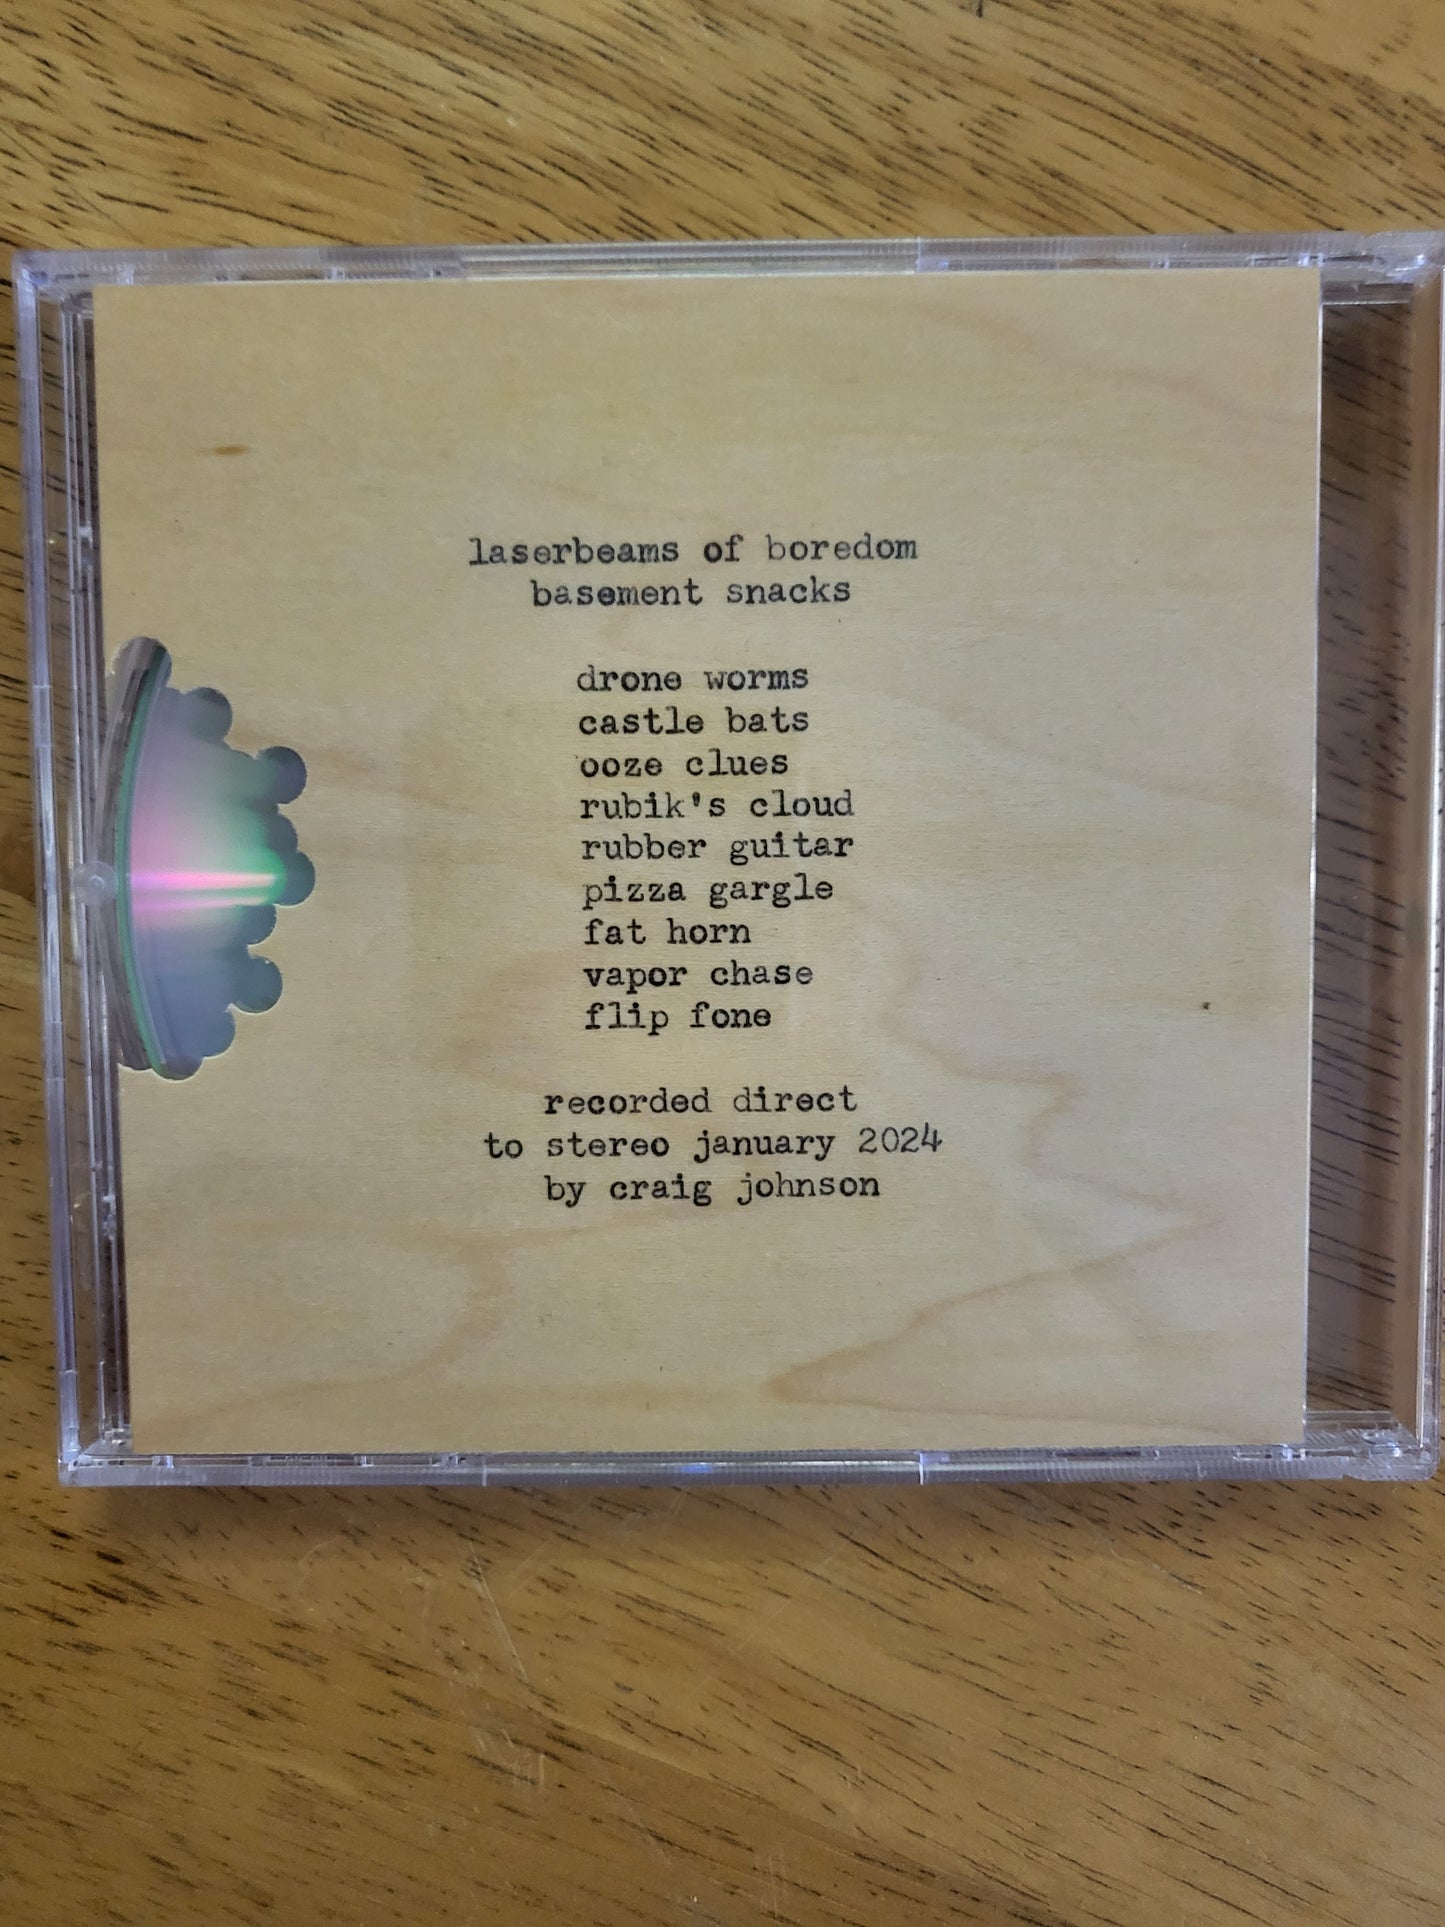 laserbeams of boredom
basement snacks
drone worms
castle bats
ooze clues
rubik's cloud
rubber guitar
pizza gargle
fat horn
vapor chase
flip fone
recorded direct
to stereo january 2024
by craig johnson